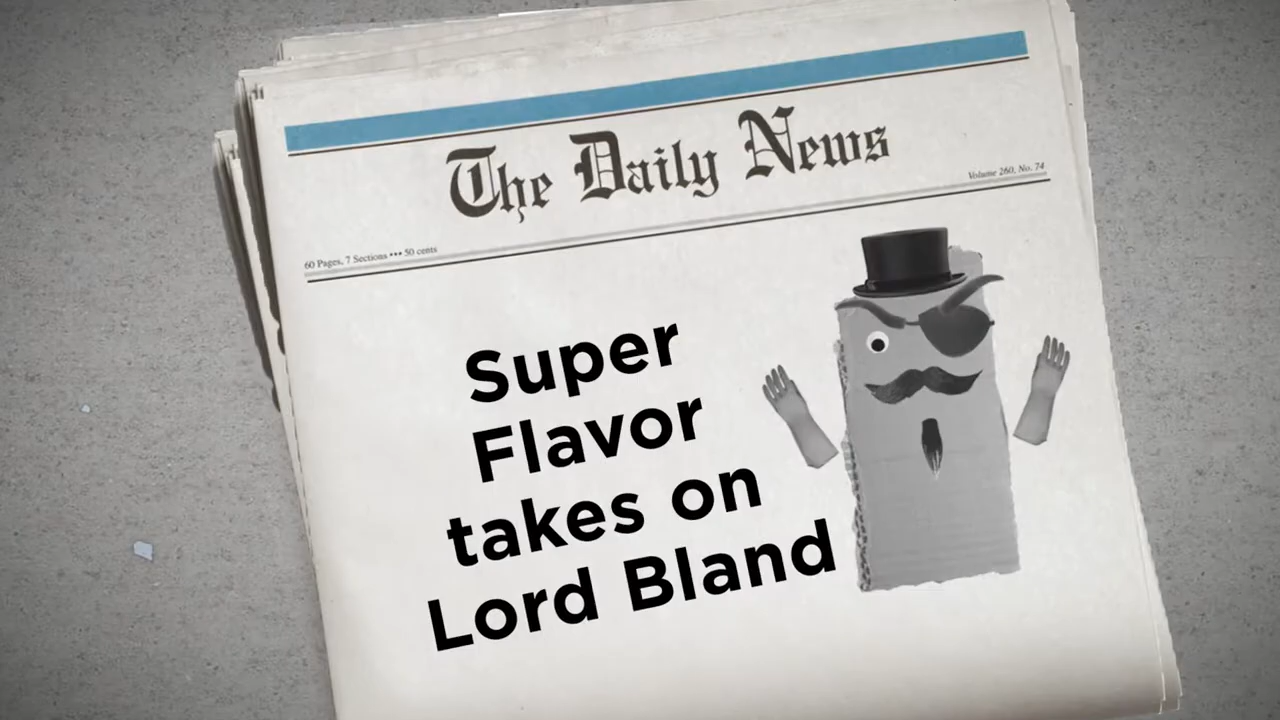 The Daily News
Volume 260, No. 74
60 Pages, 7 Sections ••• 50 cents
Super
Flavor
takes on
Lord Bland